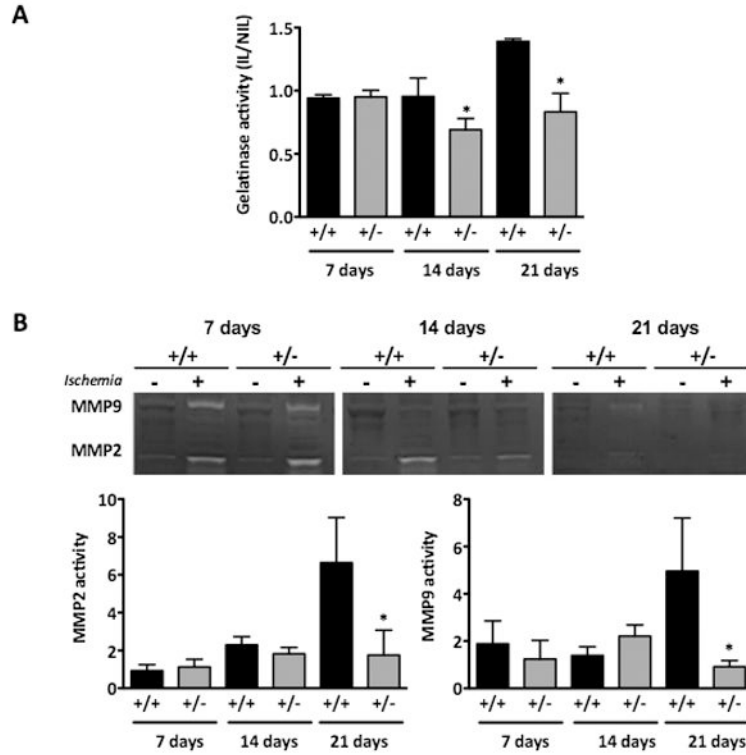 A
Gelatinase activity (IL/NIL)
1.5
1.0
0.5
0.0
*
*
+/+ +/- +/+ +/- +/+ +/-
7 days 14 days 21 days
B
7 days 14 days 21 days
+/+ +/- +/+ +/- +/+ +/-
Ischemia - + - + - + - + - + - +
MMP9
MMP2
MMP2 activity
10
8
6
4
2
0
*
+/+ +/- +/+ +/- +/+ +/-
7 days 14 days 21 days
MMP9 activity
8
6
4
2
0
*
+/+ +/- +/+ +/- +/+ +/-
7 days 14 days 21 days